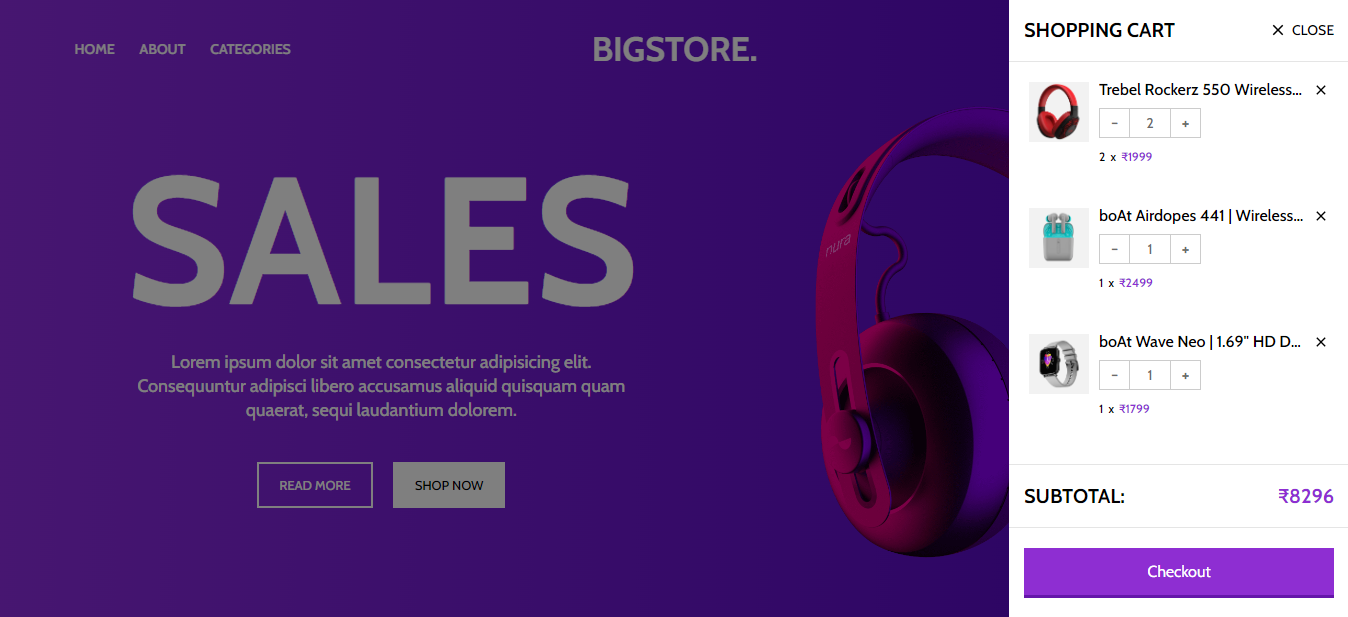 HOME ABOUT CATEGORIES
BIGSTORE.
SALES
Lorem ipsum dolor sit amet consectetur adipisicing elit.
Consequuntur adipisci libero accusamus aliquid quisquam quam
quaerat, sequi laudantium dolorem.
READ MORE
SHOP NOW
nura
SHOPPING CART
× CLOSE
Trebel Rockerz 550 Wireless... ×
- 2 +
2 x ₹1999
boAt Airdopes 441 | Wireless... ×
- 1 +
1 x ₹2499
boAt Wave Neo | 1.69" HD D... ×
- 1 +
1 x ₹1799
SUBTOTAL: ₹8296
Checkout